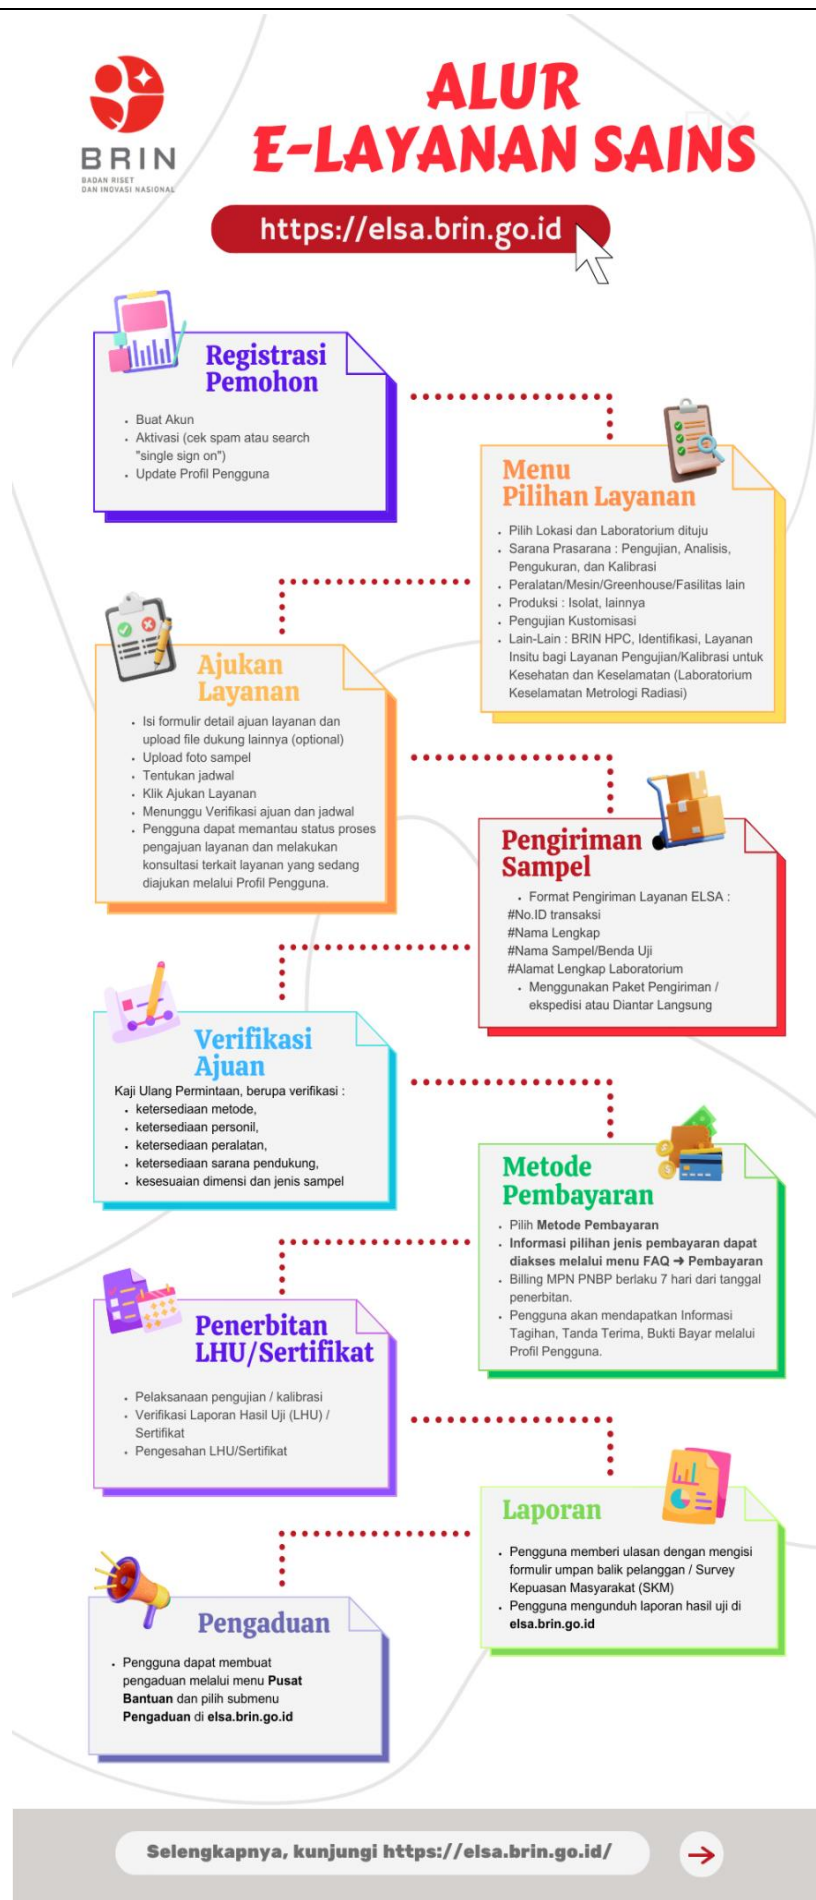 BRIN
BADAN RISET
DAN INOVASI NASIONAL
ALUR
E-LAYANAN SAINS
https://elsa.brin.go.id
Registrasi
Pemohon
• Buat Akun
• Aktivasi (cek spam atau search
"single sign on")
• Update Profil Pengguna
Menu
Pilihan Layanan
• Pilih Lokasi dan Laboratorium dituju
• Sarana Prasarana : Pengujian, Analisis,
Pengukuran, dan Kalibrasi
• Peralatan/Mesin/Greenhouse/Fasilitas lain
• Produksi : Isolat, lainnya
• Pengujian Kustomisasi
• Lain-Lain : BRIN HPC, Identifikasi, Layanan
Insitu bagi Layanan Pengujian/Kalibrasi untuk
Kesehatan dan Keselamatan (Laboratorium
Keselamatan Metrologi Radiasi)
Ajukan
Layanan
• Isi formulir detail ajuan layanan dan
upload file dukung lainnya (optional)
• Upload foto sampel
• Tentukan jadwal
• Klik Ajukan Layanan
• Menunggu Verifikasi ajuan dan jadwal
• Pengguna dapat memantau status proses
pengajuan layanan dan melakukan
konsultasi terkait layanan yang sedang
diajukan melalui Profil Pengguna.
Pengiriman
Sampel
• Format Pengiriman Layanan ELSA :
#No.ID transaksi
#Nama Lengkap
#Nama Sampel/Benda Uji
#Alamat Lengkap Laboratorium
• Menggunakan Paket Pengiriman /
ekspedisi atau Diantar Langsung
Verifikasi
Ajuan
Kaji Ulang Permintaan, berupa verifikasi :
• ketersediaan metode,
• ketersediaan personil,
• ketersediaan peralatan,
• ketersediaan sarana pendukung,
• kesesuaian dimensi dan jenis sampel
Metode
Pembayaran
• Pilih Metode Pembayaran
• Informasi pilihan jenis pembayaran dapat
diakses melalui menu FAQ ➜ Pembayaran
• Billing MPN PNBP berlaku 7 hari dari tanggal
penerbitan.
• Pengguna akan mendapatkan Informasi
Tagihan, Tanda Terima, Bukti Bayar melalui
Profil Pengguna.
Penerbitan
LHU/Sertifikat
• Pelaksanaan pengujian / kalibrasi
• Verifikasi Laporan Hasil Uji (LHU) /
Sertifikat
• Pengesahan LHU/Sertifikat
Laporan
• Pengguna memberi ulasan dengan mengisi
formulir umpan balik pelanggan / Survey
Kepuasan Masyarakat (SKM)
• Pengguna mengunduh laporan hasil uji di
elsa.brin.go.id
Pengaduan
• Pengguna dapat membuat
pengaduan melalui menu Pusat
Bantuan dan pilih submenu
Pengaduan di elsa.brin.go.id
Selengkapnya, kunjungi https://elsa.brin.go.id/